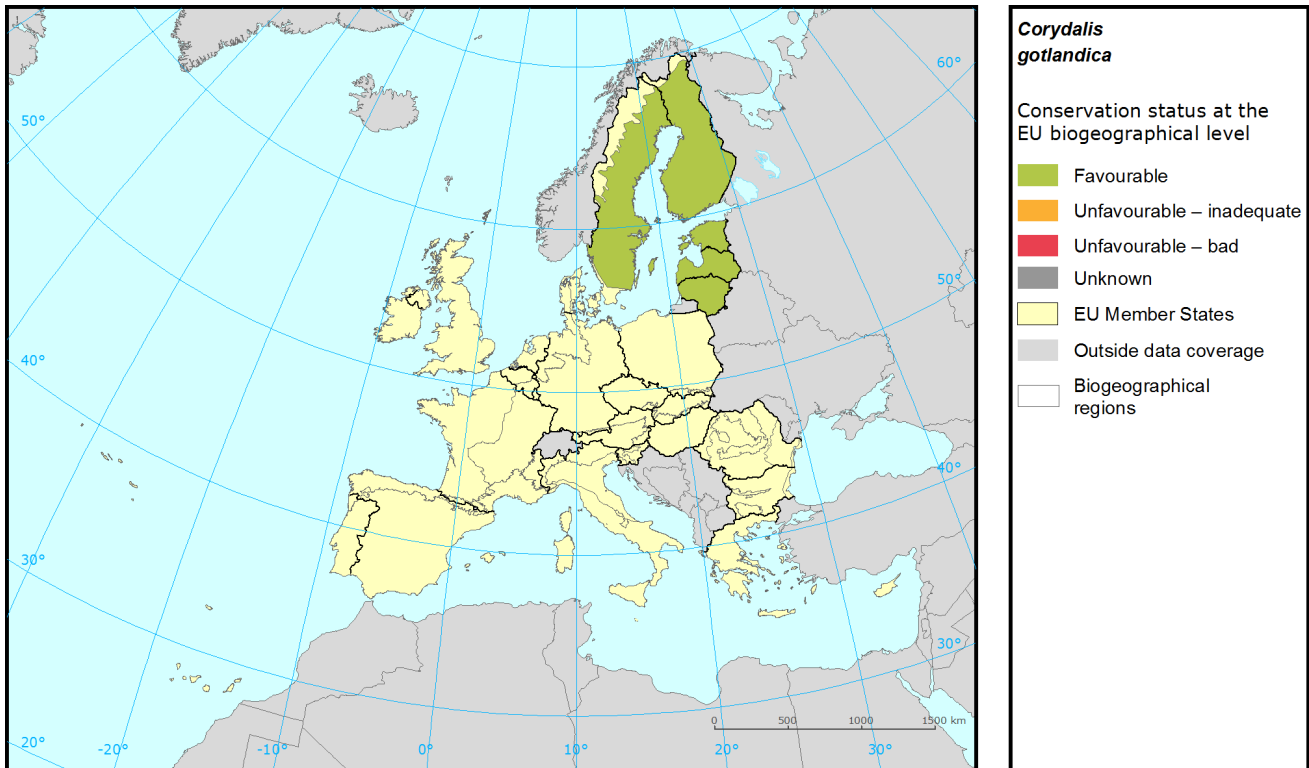 60°
50°
50°
40°
40°
30°
30°
0 500 1000 1500 km
20° -20° -10° 0° 10° 20° 30°
Corydalis
gotlandica
Conservation status at the
EU biogeographical level
Favourable
Unfavourable – inadequate
Unfavourable – bad
Unknown
EU Member States
Outside data coverage
Biogeographical
regions